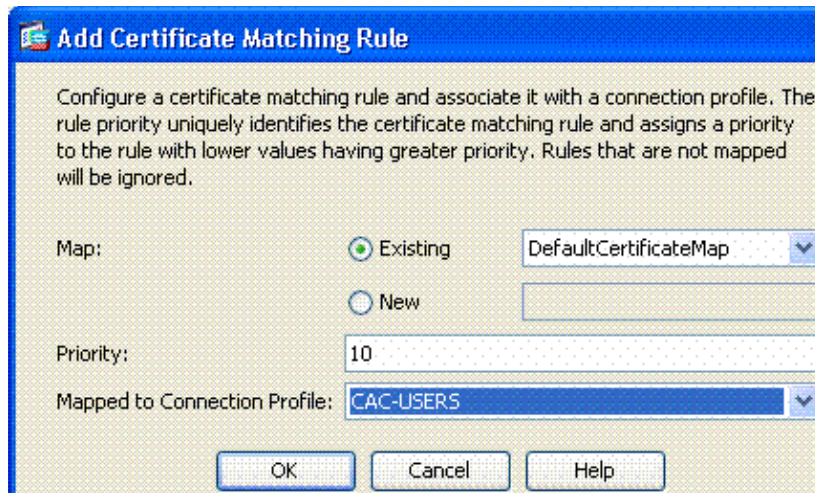 Add Certificate Matching Rule
Configure a certificate matching rule and associate it with a connection profile. The
rule priority uniquely identifies the certificate matching rule and assigns a priority
to the rule with lower values having greater priority. Rules that are not mapped
will be ignored.
Map:
Existing
DefaultCertificateMap
New
Priority:
10
Mapped to Connection Profile:
CAC-USERS
OK
Cancel
Help